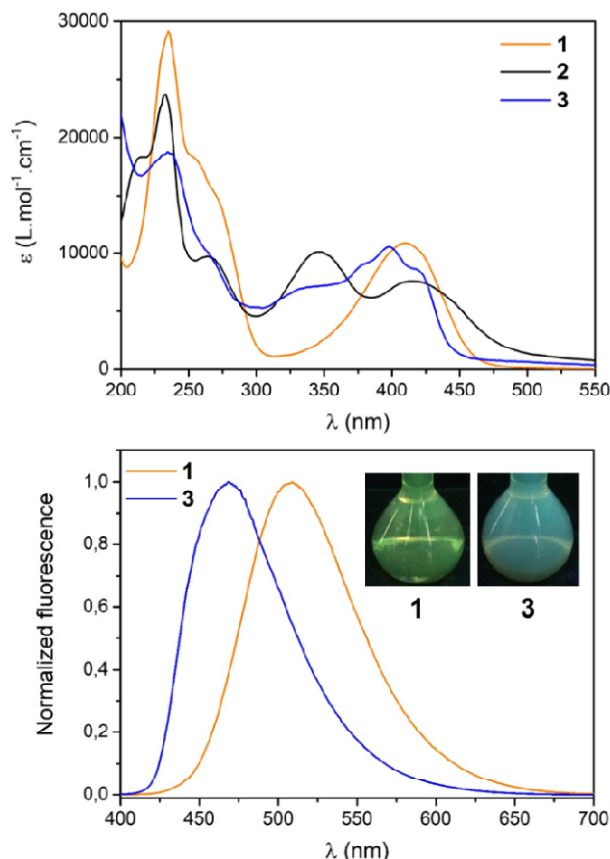 30000
20000
10000
0
ε (L.mol⁻¹.cm⁻¹)
1
2
3
200 250 300 350 400 450 500 550
λ (nm)
1,0
0,8
0,6
0,4
0,2
0,0
Normalized fluorescence
1
3
1 3
400 450 500 550 600 650 700
λ (nm)